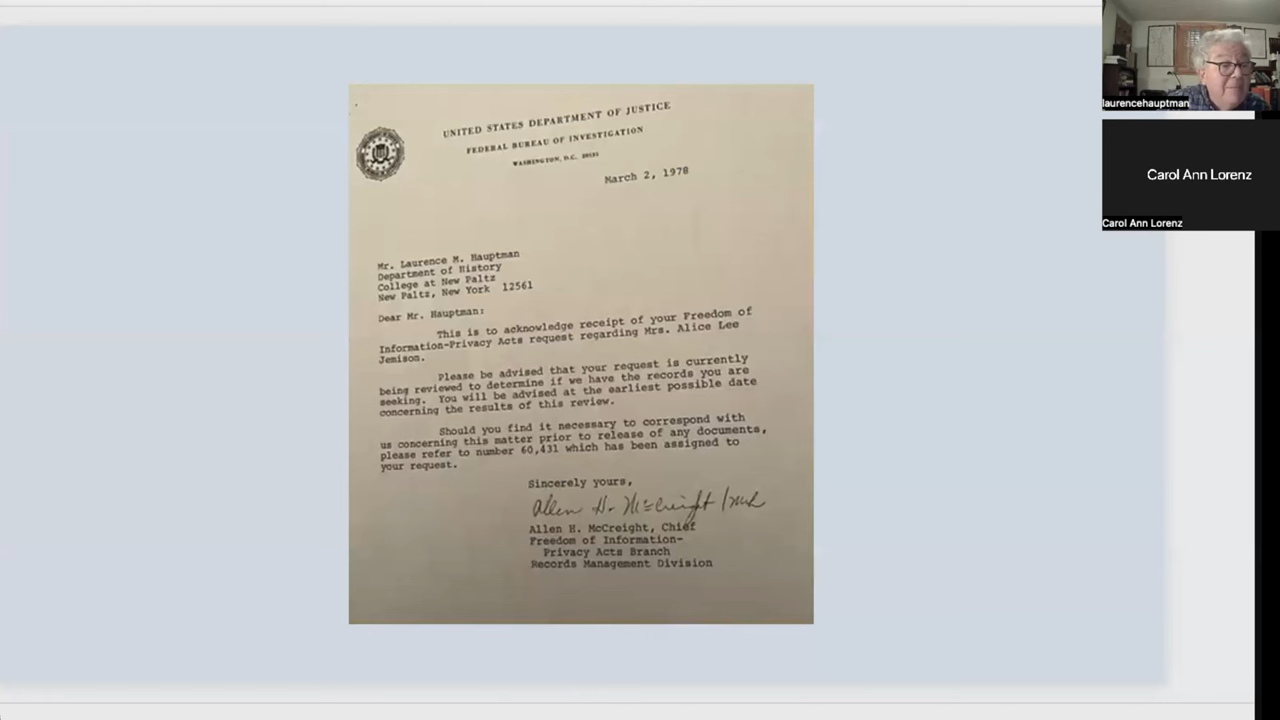 UNITED STATES DEPARTMENT OF JUSTICE
FEDERAL BUREAU OF INVESTIGATION
WASHINGTON, D.C. 20535
March 2, 1978
Mr. Laurence M. Hauptman
Department of History
College at New Paltz
New Paltz, New York 12561
Dear Mr. Hauptman:
This is to acknowledge receipt of your Freedom of
Information-Privacy Acts request regarding Mrs. Alice Lee
Jemison.
Please be advised that your request is currently
being reviewed to determine if we have the records you are
seeking. You will be advised at the earliest possible date
concerning the results of this review.
Should you find it necessary to correspond with
us concerning this matter prior to release of any documents,
please refer to number 60,431 which has been assigned to
your request.
Sincerely yours,
Allen H. McCreight
Allen H. McCreight, Chief
Freedom of Information-
Privacy Acts Branch
Records Management Division
laurencehauptman
Carol Ann Lorenz
Carol Ann Lorenz